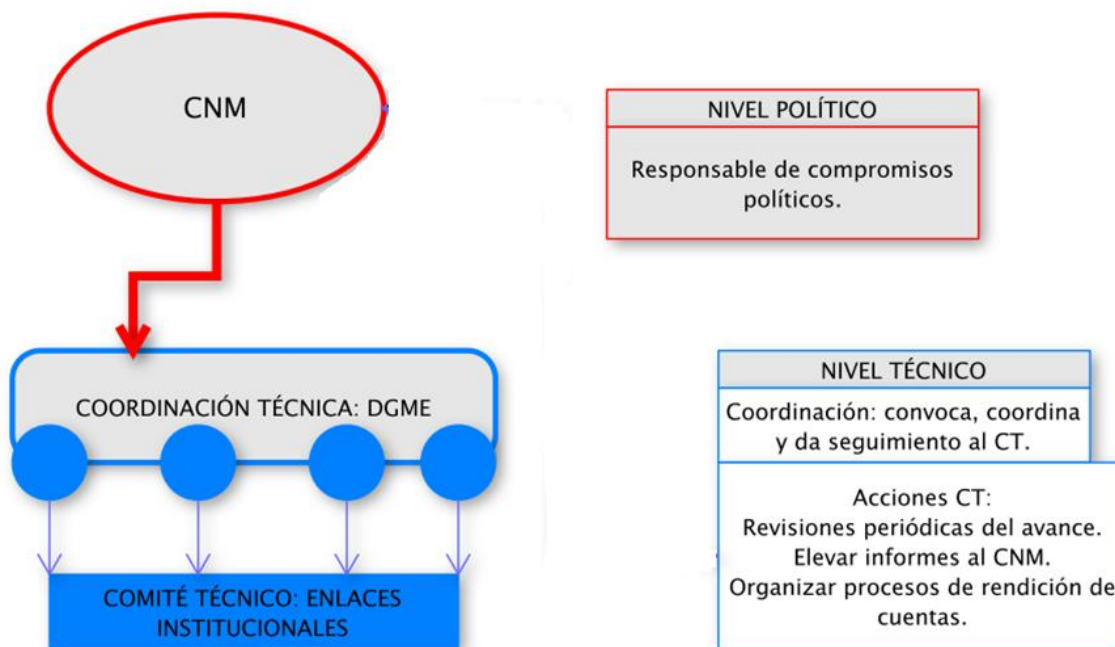 CNM
NIVEL POLÍTICO
Responsable de compromisos
políticos.
COORDINACIÓN TÉCNICA: DGME
NIVEL TÉCNICO
Coordinación: convoca, coordina
y da seguimiento al CT.
Acciones CT:
Revisiones periódicas del avance.
Elevar informes al CNM.
Organizar procesos de rendición de
cuentas.
COMITÉ TÉCNICO: ENLACES
INSTITUCIONALES